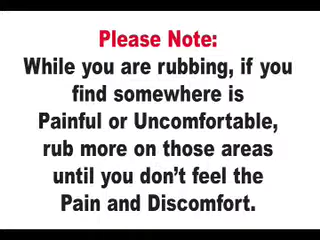 Please Note:
While you are rubbing, if you
find somewhere is
Painful or Uncomfortable,
rub more on those areas
until you don't feel the
Pain and Discomfort.